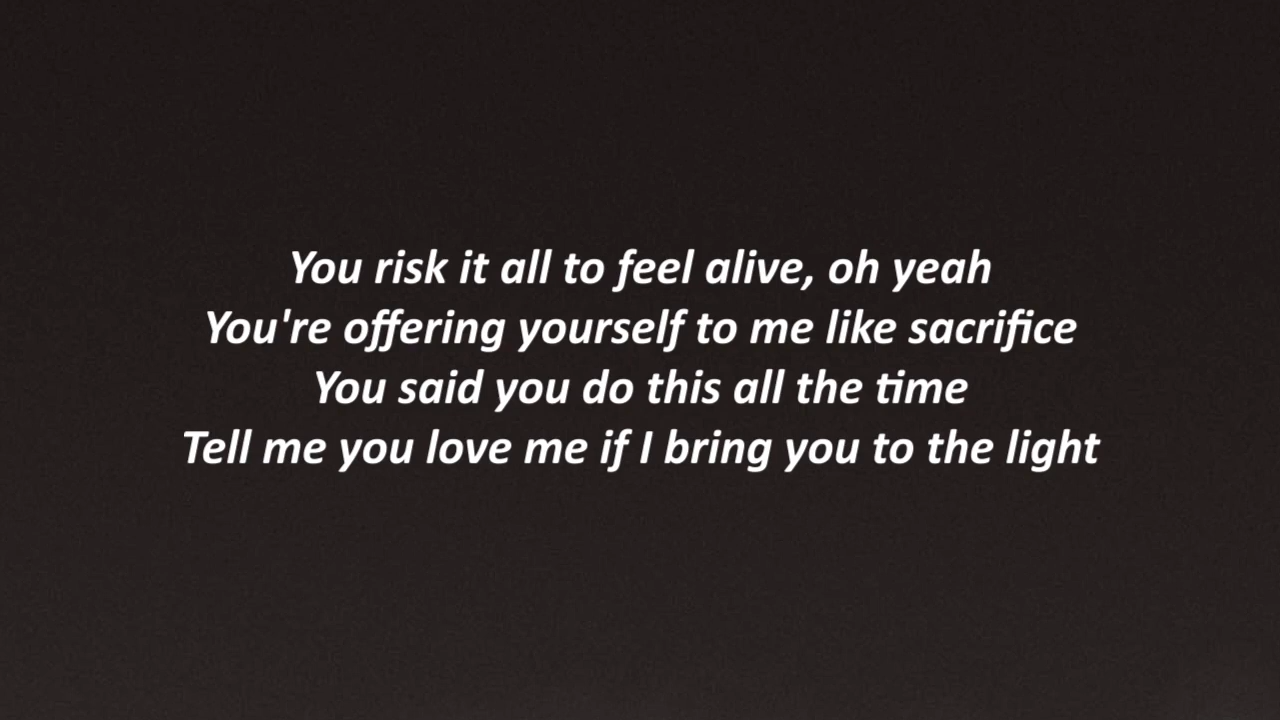 You risk it all to feel alive, oh yeah
You're offering yourself to me like sacrifice
You said you do this all the time
Tell me you love me if I bring you to the light